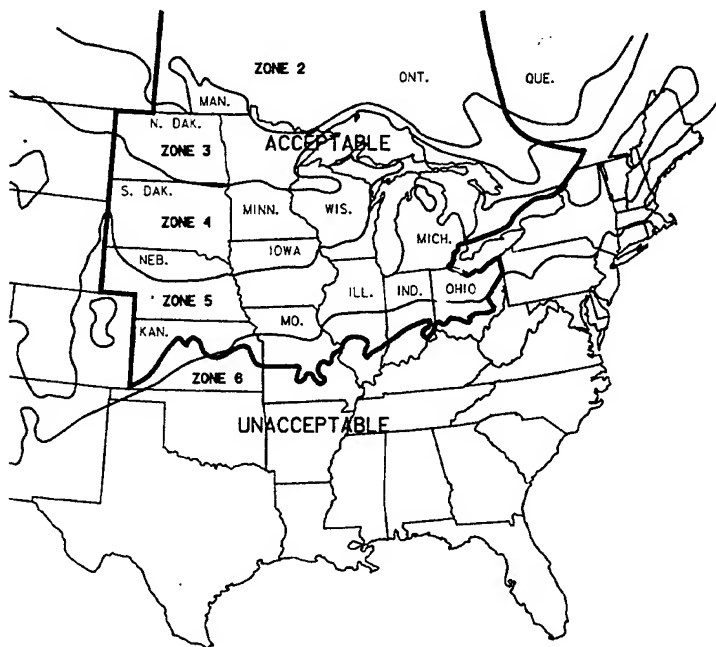 ZONE 2
ONT.
QUE.
MAN.
N. DAK.
ACCEPTABLE
ZONE 3
S. DAK.
ZONE 4
MINN.
WIS.
MICH.
IOWA
NEB.
ILL.
IND.
OHIO
ZONE 5
MO.
KAN.
ZONE 6
UNACCEPTABLE